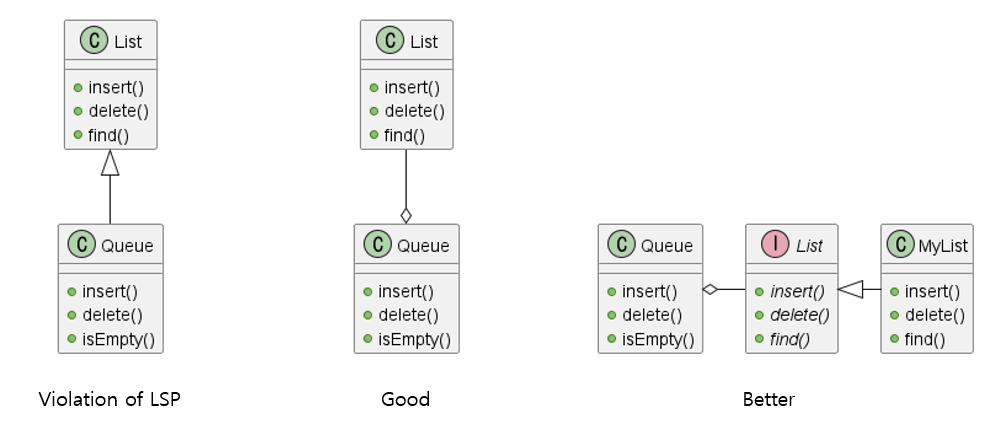 C List
insert()
delete()
find()
C Queue
insert()
delete()
isEmpty()
Violation of LSP
C List
insert()
delete()
find()
C Queue
insert()
delete()
isEmpty()
Good
C Queue
insert()
delete()
isEmpty()
I List
insert()
delete()
find()
C MyList
insert()
delete()
find()
Better